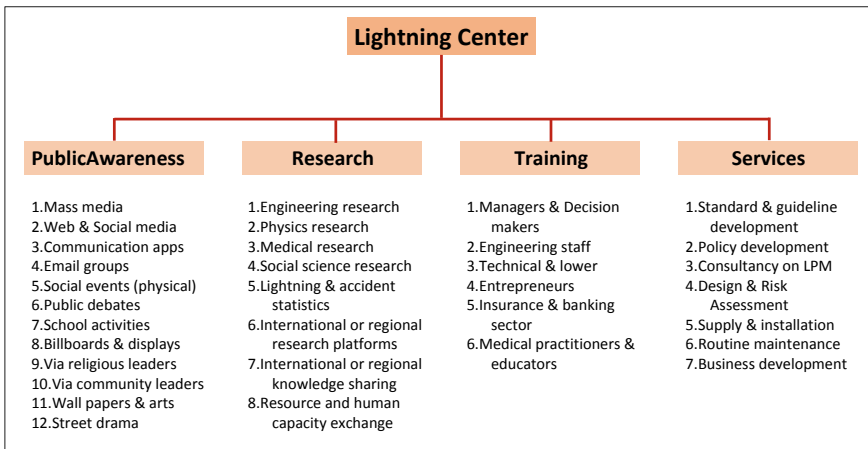 Lightning Center
PublicAwareness
1.Mass media
2.Web & Social media
3.Communication apps
4.Email groups
5.Social events (physical)
6.Public debates
7.School activities
8.Billboards & displays
9.Via religious leaders
10.Via community leaders
11.Wall papers & arts
12.Street drama
Research
1.Engineering research
2.Physics research
3.Medical research
4.Social science research
5.Lightning & accident
statistics
6.International or regional
research platforms
7.International or regional
knowledge sharing
8.Resource and human
capacity exchange
Training
1.Managers & Decision
makers
2.Engineering staff
3.Technical & lower
4.Entrepreneurs
5.Insurance & banking
sector
6.Medical practitioners &
educators
Services
1.Standard & guideline
development
2.Policy development
3.Consultancy on LPM
4.Design & Risk
Assessment
5.Supply & installation
6.Routine maintenance
7.Business development